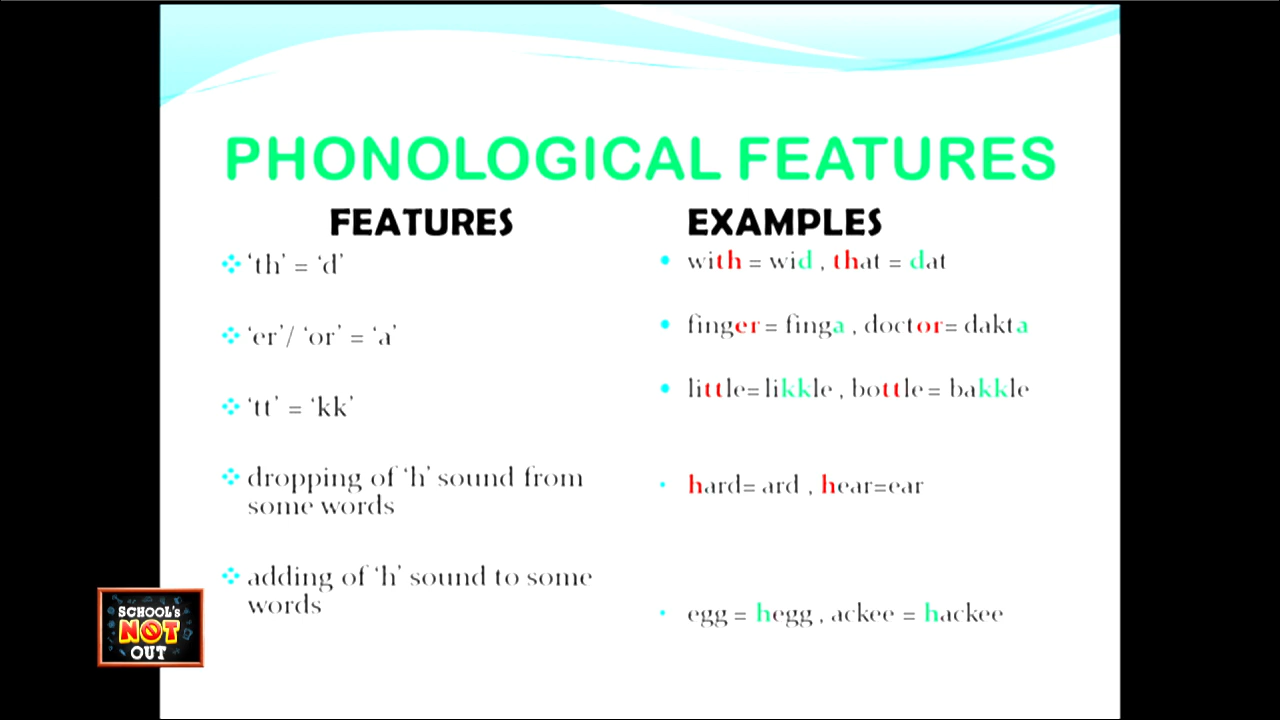 PHONOLOGICAL FEATURES
FEATURES
❖ 'th' = 'd'
❖ 'er'/ 'or' = 'a'
❖ 'tt' = 'kk'
❖ dropping of 'h' sound from
some words
❖ adding of 'h' sound to some
words
EXAMPLES
• with = wid , that = dat
• finger = finga , doctor= dakta
• little= likkle , bottle = bakkle
• hard= ard , hear=ear
• egg = hegg , ackee = hackee
SCHOOL'S
NOT
OUT